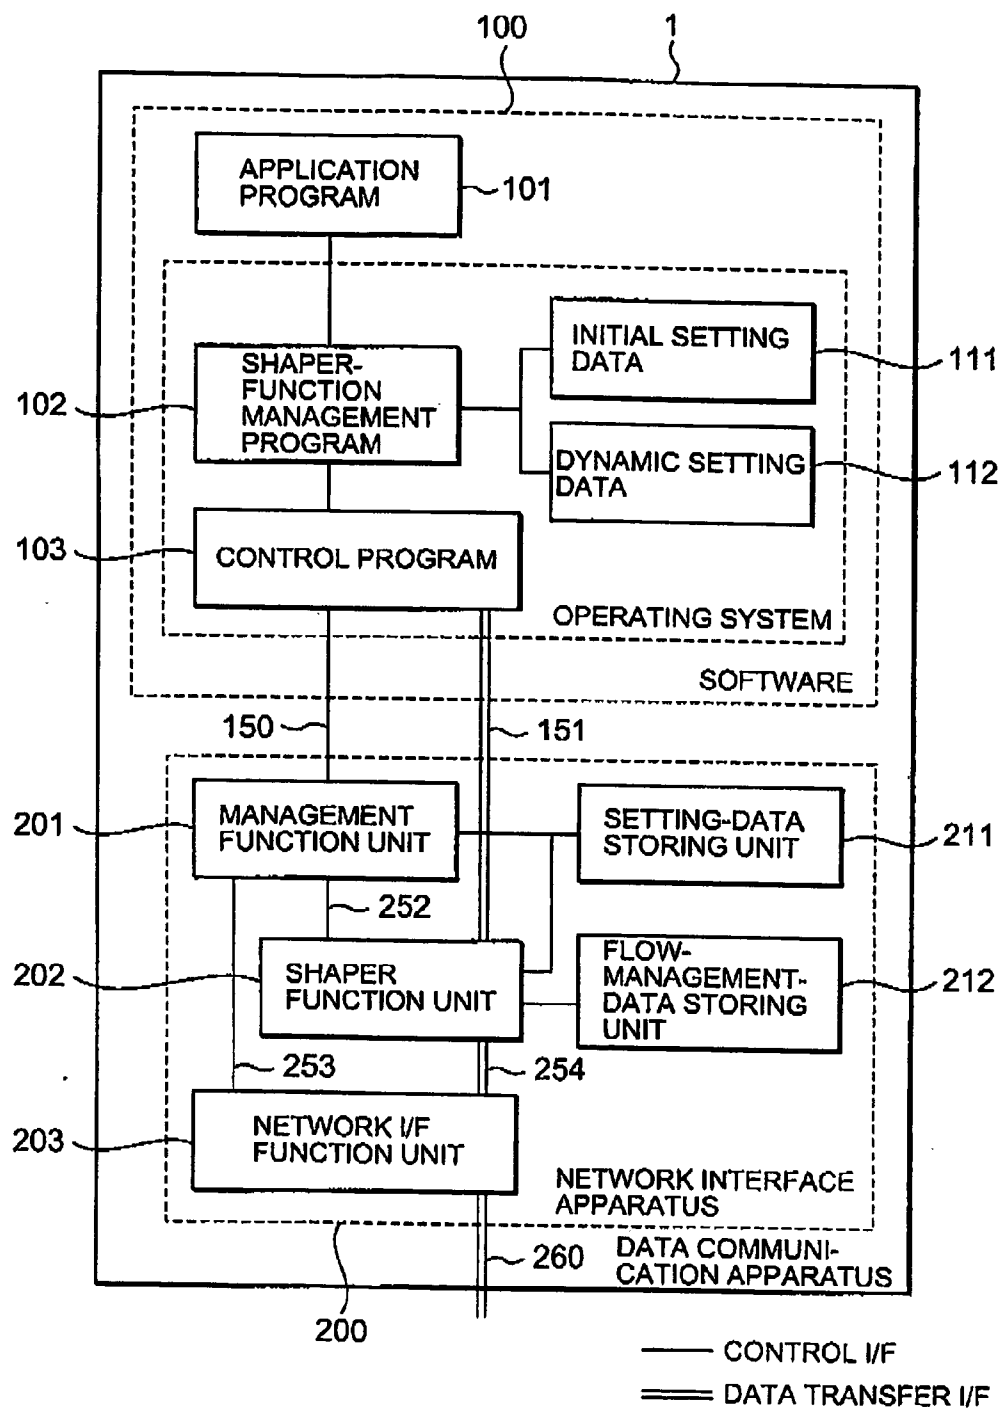 100
1
APPLICATION
PROGRAM
101
SHAPER-
FUNCTION
MANAGEMENT
PROGRAM
102
INITIAL SETTING
DATA
111
DYNAMIC SETTING
DATA
112
103
CONTROL PROGRAM
OPERATING SYSTEM
SOFTWARE
150
151
201
MANAGEMENT
FUNCTION UNIT
SETTING-DATA
STORING UNIT
211
252
202
SHAPER
FUNCTION UNIT
FLOW-
MANAGEMENT-
DATA STORING
UNIT
212
253
254
203
NETWORK I/F
FUNCTION UNIT
NETWORK INTERFACE
APPARATUS
260
DATA COMMUNI-
CATION APPARATUS
200
CONTROL I/F
DATA TRANSFER I/F